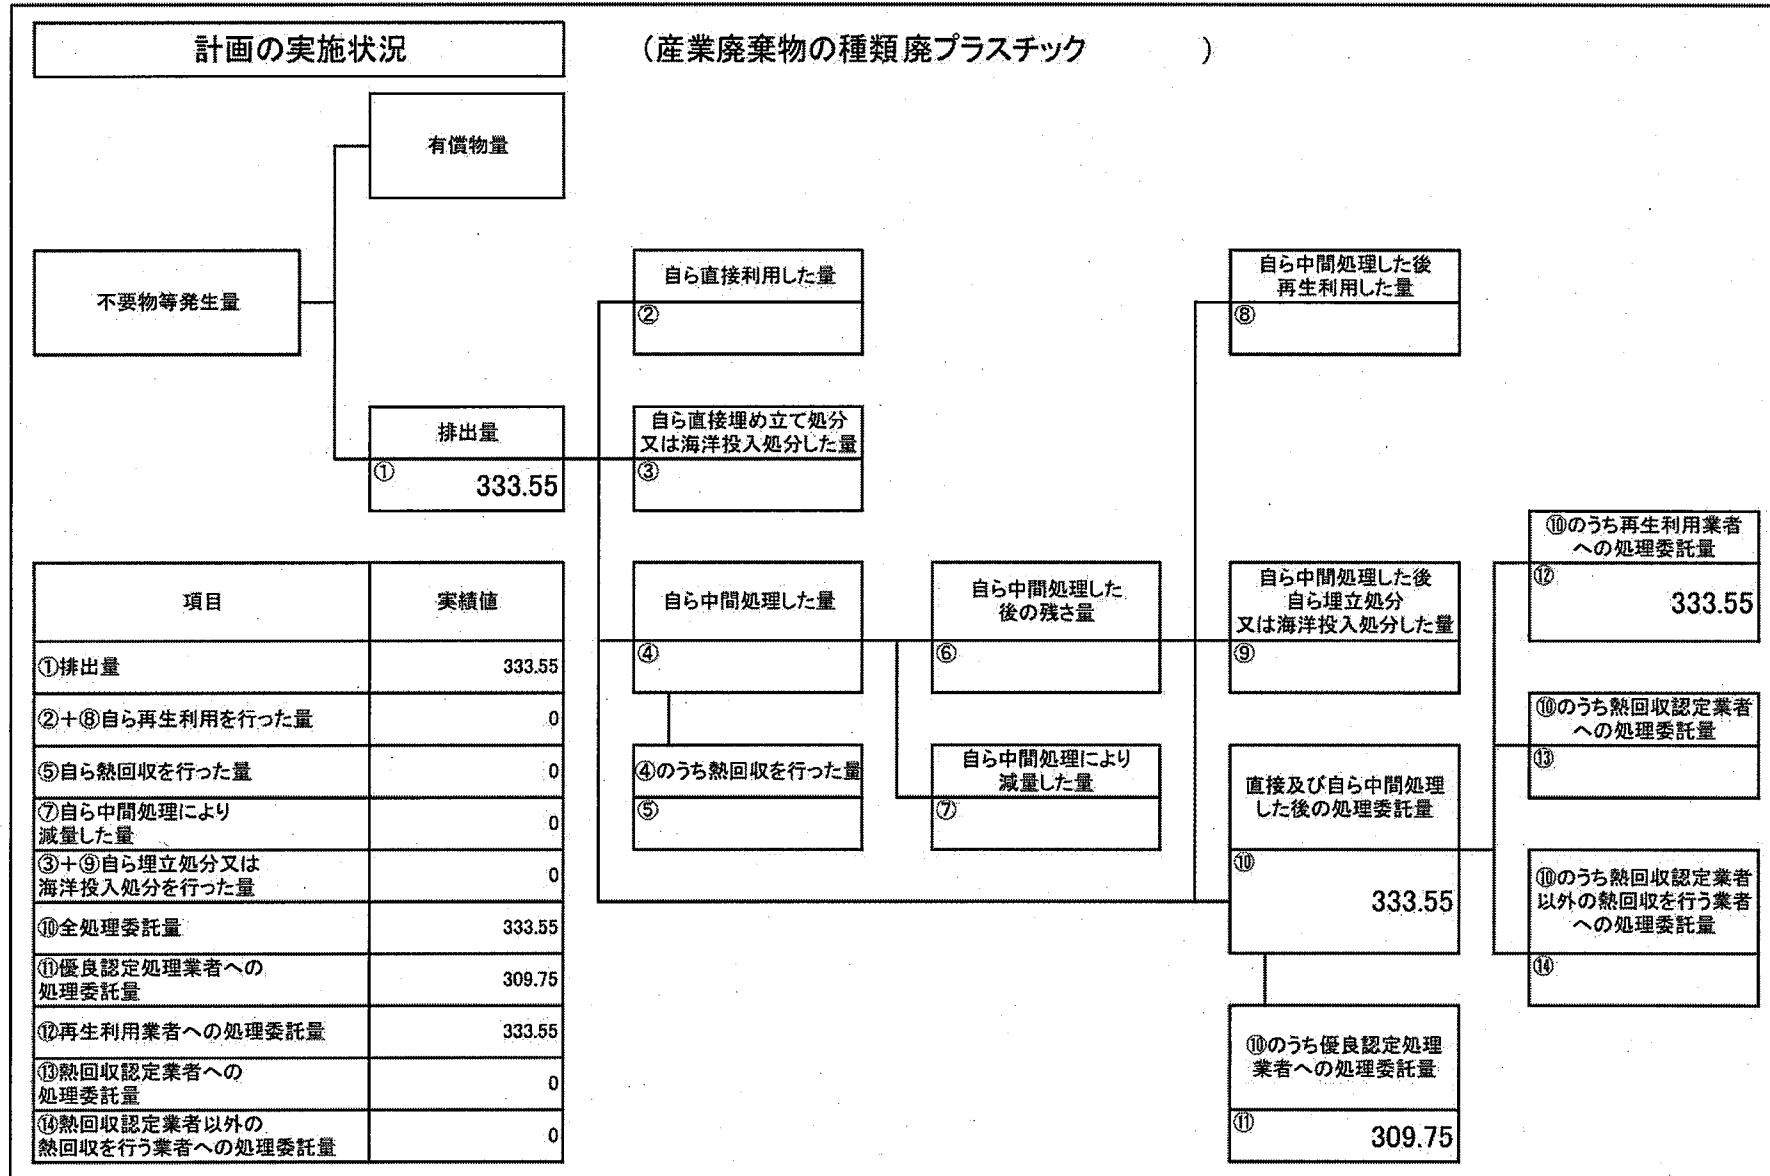 計画の実施状況
(産業廃棄物の種類 廃プラスチック )
有償物量
不要物等発生量
排出量
①
333.55
自ら直接利用した量
②
自ら直接埋め立て処分
又は海洋投入処分した量
③
自ら中間処理した量
④
④のうち熱回収を行った量
⑤
自ら中間処理した
後の残さ量
⑥
自ら中間処理により
減量した量
⑦
自ら中間処理した後
再生利用した量
⑧
自ら中間処理した後
自ら埋立処分
又は海洋投入処分した量
⑨
直接及び自ら中間処理
した後の処理委託量
⑩
333.55
⑩のうち優良認定処理
業者への処理委託量
⑪
309.75
⑩のうち再生利用業者
への処理委託量
⑫
333.55
⑩のうち熱回収認定業者
への処理委託量
⑬
⑩のうち熱回収認定業者
以外の熱回収を行う業者
への処理委託量
⑭
項目 実績値
①排出量 333.55
②+⑧自ら再生利用を行った量 0
⑤自ら熱回収を行った量 0
⑦自ら中間処理により
減量した量 0
③+⑨自ら埋立処分又は
海洋投入処分を行った量 0
⑩全処理委託量 333.55
⑪優良認定処理業者への
処理委託量 309.75
⑫再生利用業者への処理委託量 333.55
⑬熱回収認定業者への
処理委託量 0
⑭熱回収認定業者以外の
熱回収を行う業者への処理委託量 0